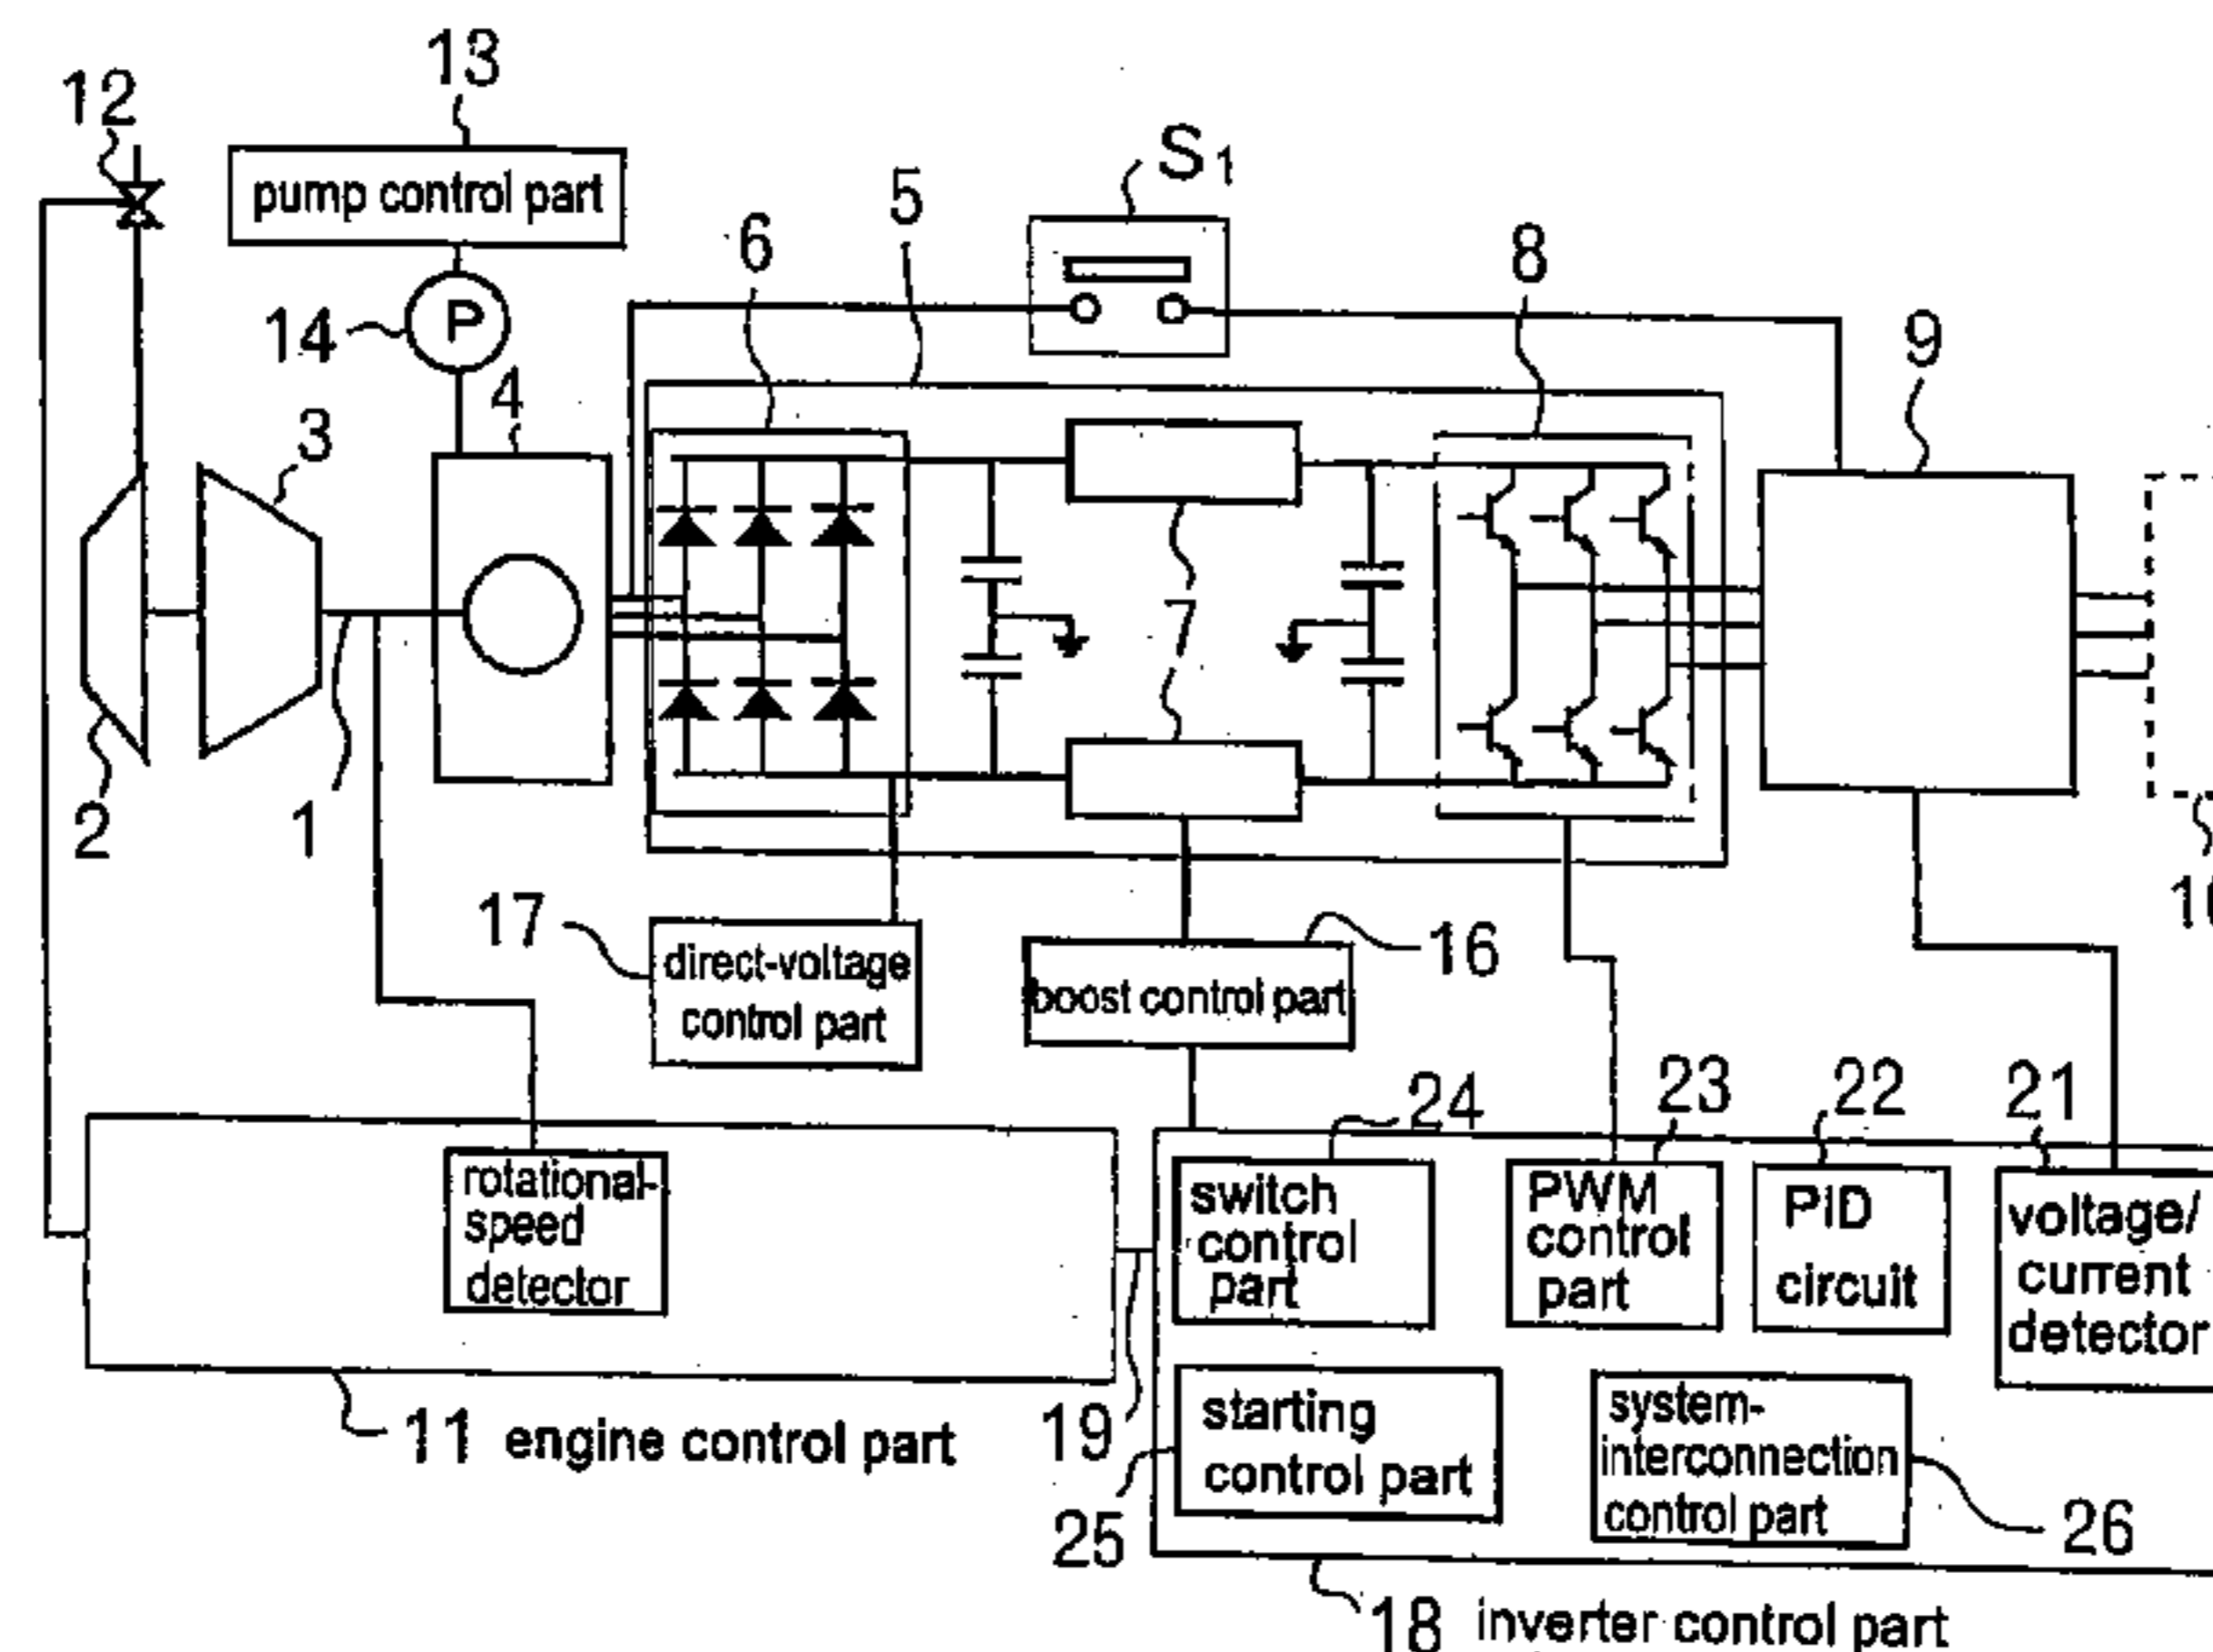 13
12
S1
pump control part
5
6
8
14
P
9
4
3
7
2
1
17
16
direct-voltage
control part
boost control part
24
23
22
21
rotational-
speed
detector
switch
control
part
PWM
control
part
PID
circuit
voltage/
current
detector
11 engine control part
19
starting
control part
system-
interconnection
control part
25
26
18 inverter control part